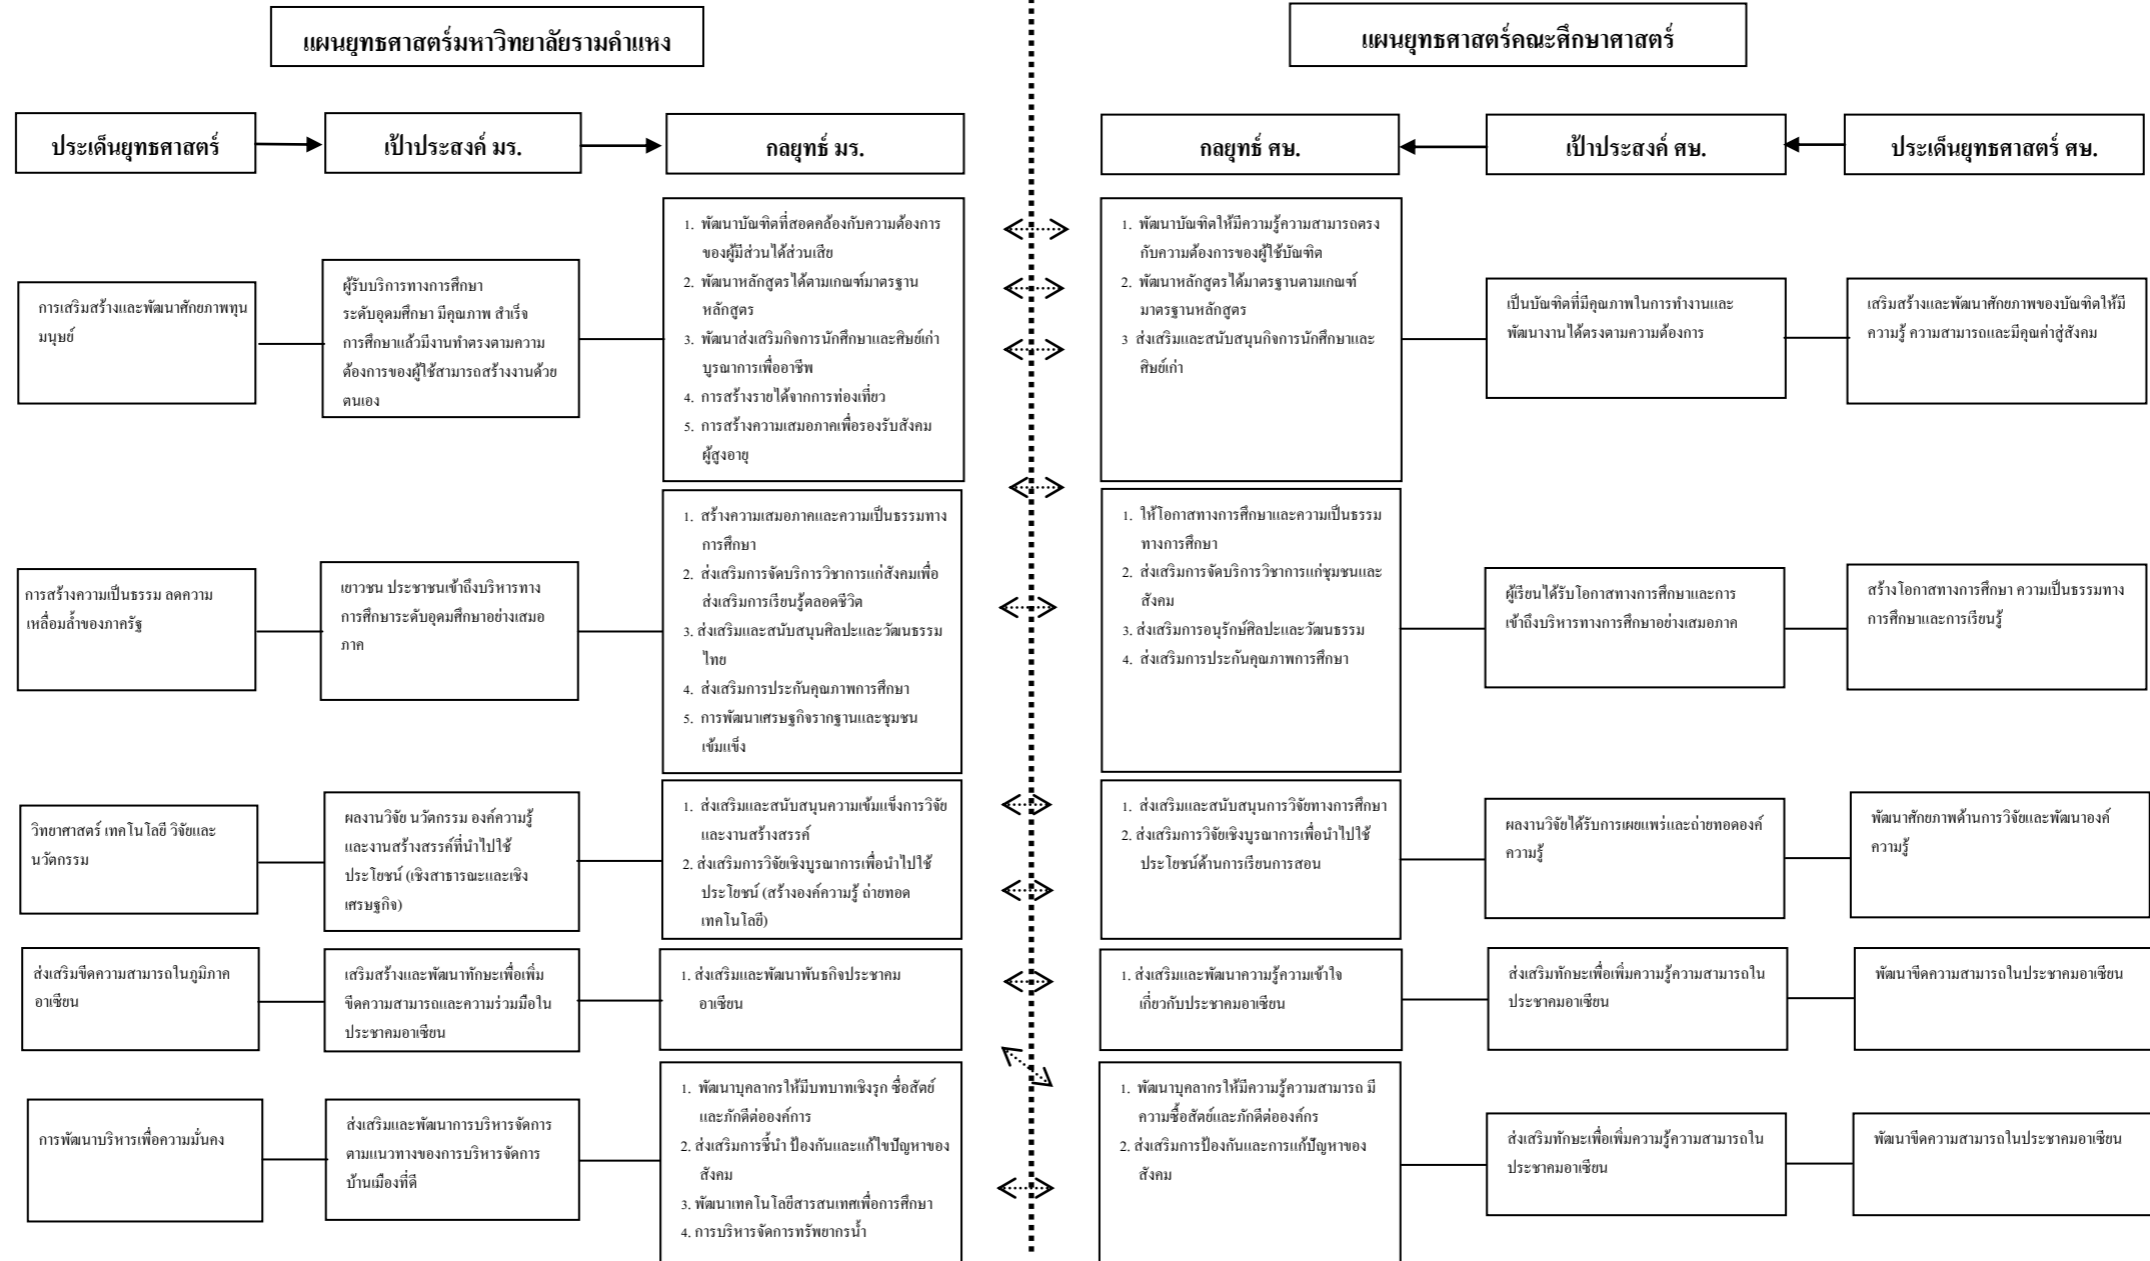 แผนยุทธศาสตร์มหาวิทยาลัยรามคำแหง
แผนยุทธศาสตร์คณะศึกษาศาสตร์
ประเด็นยุทธศาสตร์
เป้าประสงค์ มร.
กลยุทธ์ มร.
กลยุทธ์ ศษ.
เป้าประสงค์ ศษ.
ประเด็นยุทธศาสตร์ ศษ.
การเสริมสร้างและพัฒนาศักยภาพทุน
มนุษย์
ผู้รับบริการทางการศึกษา
ระดับอุดมศึกษา มีคุณภาพ สำเร็จ
การศึกษาแล้วมีงานทำตรงตามความ
ต้องการของผู้ใช้สามารถสร้างงานด้วย
ตนเอง
1. พัฒนาบัณฑิตที่สอดคล้องกับความต้องการ
ของผู้มีส่วนได้ส่วนเสีย
2. พัฒนาหลักสูตรได้ตามเกณฑ์มาตรฐาน
หลักสูตร
3. พัฒนาส่งเสริมกิจการนักศึกษาและศิษย์เก่า
บูรณาการเพื่ออาชีพ
4. การสร้างรายได้จากการท่องเที่ยว
5. การสร้างความเสมอภาคเพื่อรองรับสังคม
ผู้สูงอายุ
1. พัฒนาบัณฑิตให้มีความรู้ความสามารถตรง
กับความต้องการของผู้ใช้บัณฑิต
2. พัฒนาหลักสูตรได้มาตรฐานตามเกณฑ์
มาตรฐานหลักสูตร
3 ส่งเสริมและสนับสนุนกิจการนักศึกษาและ
ศิษย์เก่า
เป็นบัณฑิตที่มีคุณภาพในการทำงานและ
พัฒนางานได้ตรงตามความต้องการ
เสริมสร้างและพัฒนาศักยภาพของบัณฑิตให้มี
ความรู้ ความสามารถและมีคุณค่าสู่สังคม
การสร้างความเป็นธรรม ลดความ
เหลื่อมล้ำของภาครัฐ
เยาวชน ประชาชนเข้าถึงบริหารทาง
การศึกษาระดับอุดมศึกษาอย่างเสมอ
ภาค
1. สร้างความเสมอภาคและความเป็นธรรมทาง
การศึกษา
2. ส่งเสริมการจัดบริการวิชาการแก่สังคมเพื่อ
ส่งเสริมการเรียนรู้ตลอดชีวิต
3. ส่งเสริมและสนับสนุนศิลปะและวัฒนธรรม
ไทย
4. ส่งเสริมการประกันคุณภาพการศึกษา
5. การพัฒนาเศรษฐกิจรากฐานและชุมชน
เข้มแข็ง
1. ให้โอกาสทางการศึกษาและความเป็นธรรม
ทางการศึกษา
2. ส่งเสริมการจัดบริการวิชาการแก่ชุมชนและ
สังคม
3. ส่งเสริมการอนุรักษ์ศิลปะและวัฒนธรรม
4. ส่งเสริมการประกันคุณภาพการศึกษา
ผู้เรียนได้รับโอกาสทางการศึกษาและการ
เข้าถึงบริหารทางการศึกษาอย่างเสมอภาค
สร้างโอกาสทางการศึกษา ความเป็นธรรมทาง
การศึกษาและการเรียนรู้
วิทยาศาสตร์ เทคโนโลยี วิจัยและ
นวัตกรรม
ผลงานวิจัย นวัตกรรม องค์ความรู้
และงานสร้างสรรค์ที่นำไปใช้
ประโยชน์ (เชิงสาธารณะและเชิง
เศรษฐกิจ)
1. ส่งเสริมและสนับสนุนความเข้มแข็งการวิจัย
และงานสร้างสรรค์
2. ส่งเสริมการวิจัยเชิงบูรณาการเพื่อนำไปใช้
ประโยชน์ (สร้างองค์ความรู้ ถ่ายทอด
เทคโนโลยี)
1. ส่งเสริมและสนับสนุนการวิจัยทางการศึกษา
2. ส่งเสริมการวิจัยเชิงบูรณาการเพื่อนำไปใช้
ประโยชน์ด้านการเรียนการสอน
ผลงานวิจัยได้รับการเผยแพร่และถ่ายทอดองค์
ความรู้
พัฒนาศักยภาพด้านการวิจัยและพัฒนาองค์
ความรู้
ส่งเสริมขีดความสามารถในภูมิภาค
อาเซียน
เสริมสร้างและพัฒนาทักษะเพื่อเพิ่ม
ขีดความสามารถและความร่วมมือใน
ประชาคมอาเซียน
1. ส่งเสริมและพัฒนาพันธกิจประชาคม
อาเซียน
1. ส่งเสริมและพัฒนาความรู้ความเข้าใจ
เกี่ยวกับประชาคมอาเซียน
ส่งเสริมทักษะเพื่อเพิ่มความรู้ความสามารถใน
ประชาคมอาเซียน
พัฒนาขีดความสามารถในประชาคมอาเซียน
การพัฒนาบริหารเพื่อความมั่นคง
ส่งเสริมและพัฒนาการบริหารจัดการ
ตามแนวทางของการบริหารจัดการ
บ้านเมืองที่ดี
1. พัฒนาบุคลากรให้มีบทบาทเชิงรุก ซื่อสัตย์
และภักดีต่อองค์การ
2. ส่งเสริมการชี้นำ ป้องกันและแก้ไขปัญหาของ
สังคม
3. พัฒนาเทคโนโลยีสารสนเทศเพื่อการศึกษา
4. การบริหารจัดการทรัพยากรน้ำ
1. พัฒนาบุคลากรให้มีความรู้ความสามารถ มี
ความซื้อสัตย์และภักดีต่อองค์กร
2. ส่งเสริมการป้องกันและการแก้ปัญหาของ
สังคม
ส่งเสริมทักษะเพื่อเพิ่มความรู้ความสามารถใน
ประชาคมอาเซียน
พัฒนาขีดความสามารถในประชาคมอาเซียน